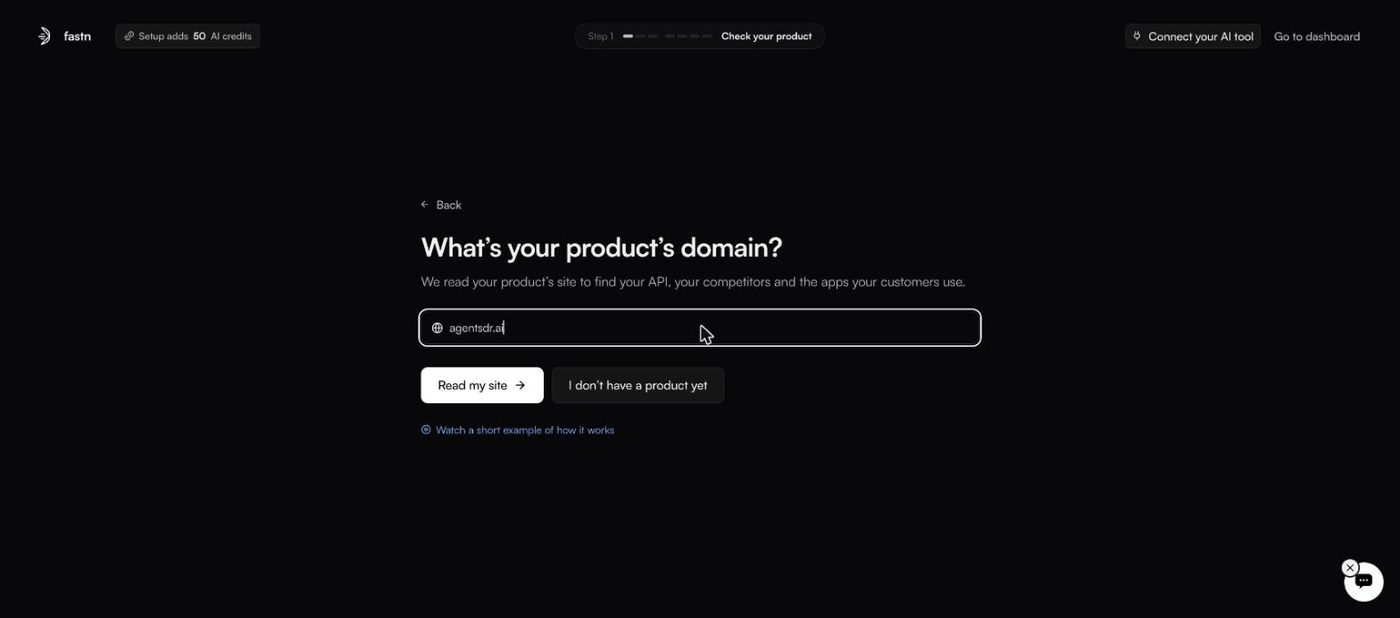 fastn
Setup adds 50 AI credits
Step 1
Check your product
Connect your AI tool
Go to dashboard
← Back
What's your product's domain?
We read your product's site to find your API, your competitors and the apps your customers use.
agentsdr.ai
Read my site →
I don't have a product yet
Watch a short example of how it works